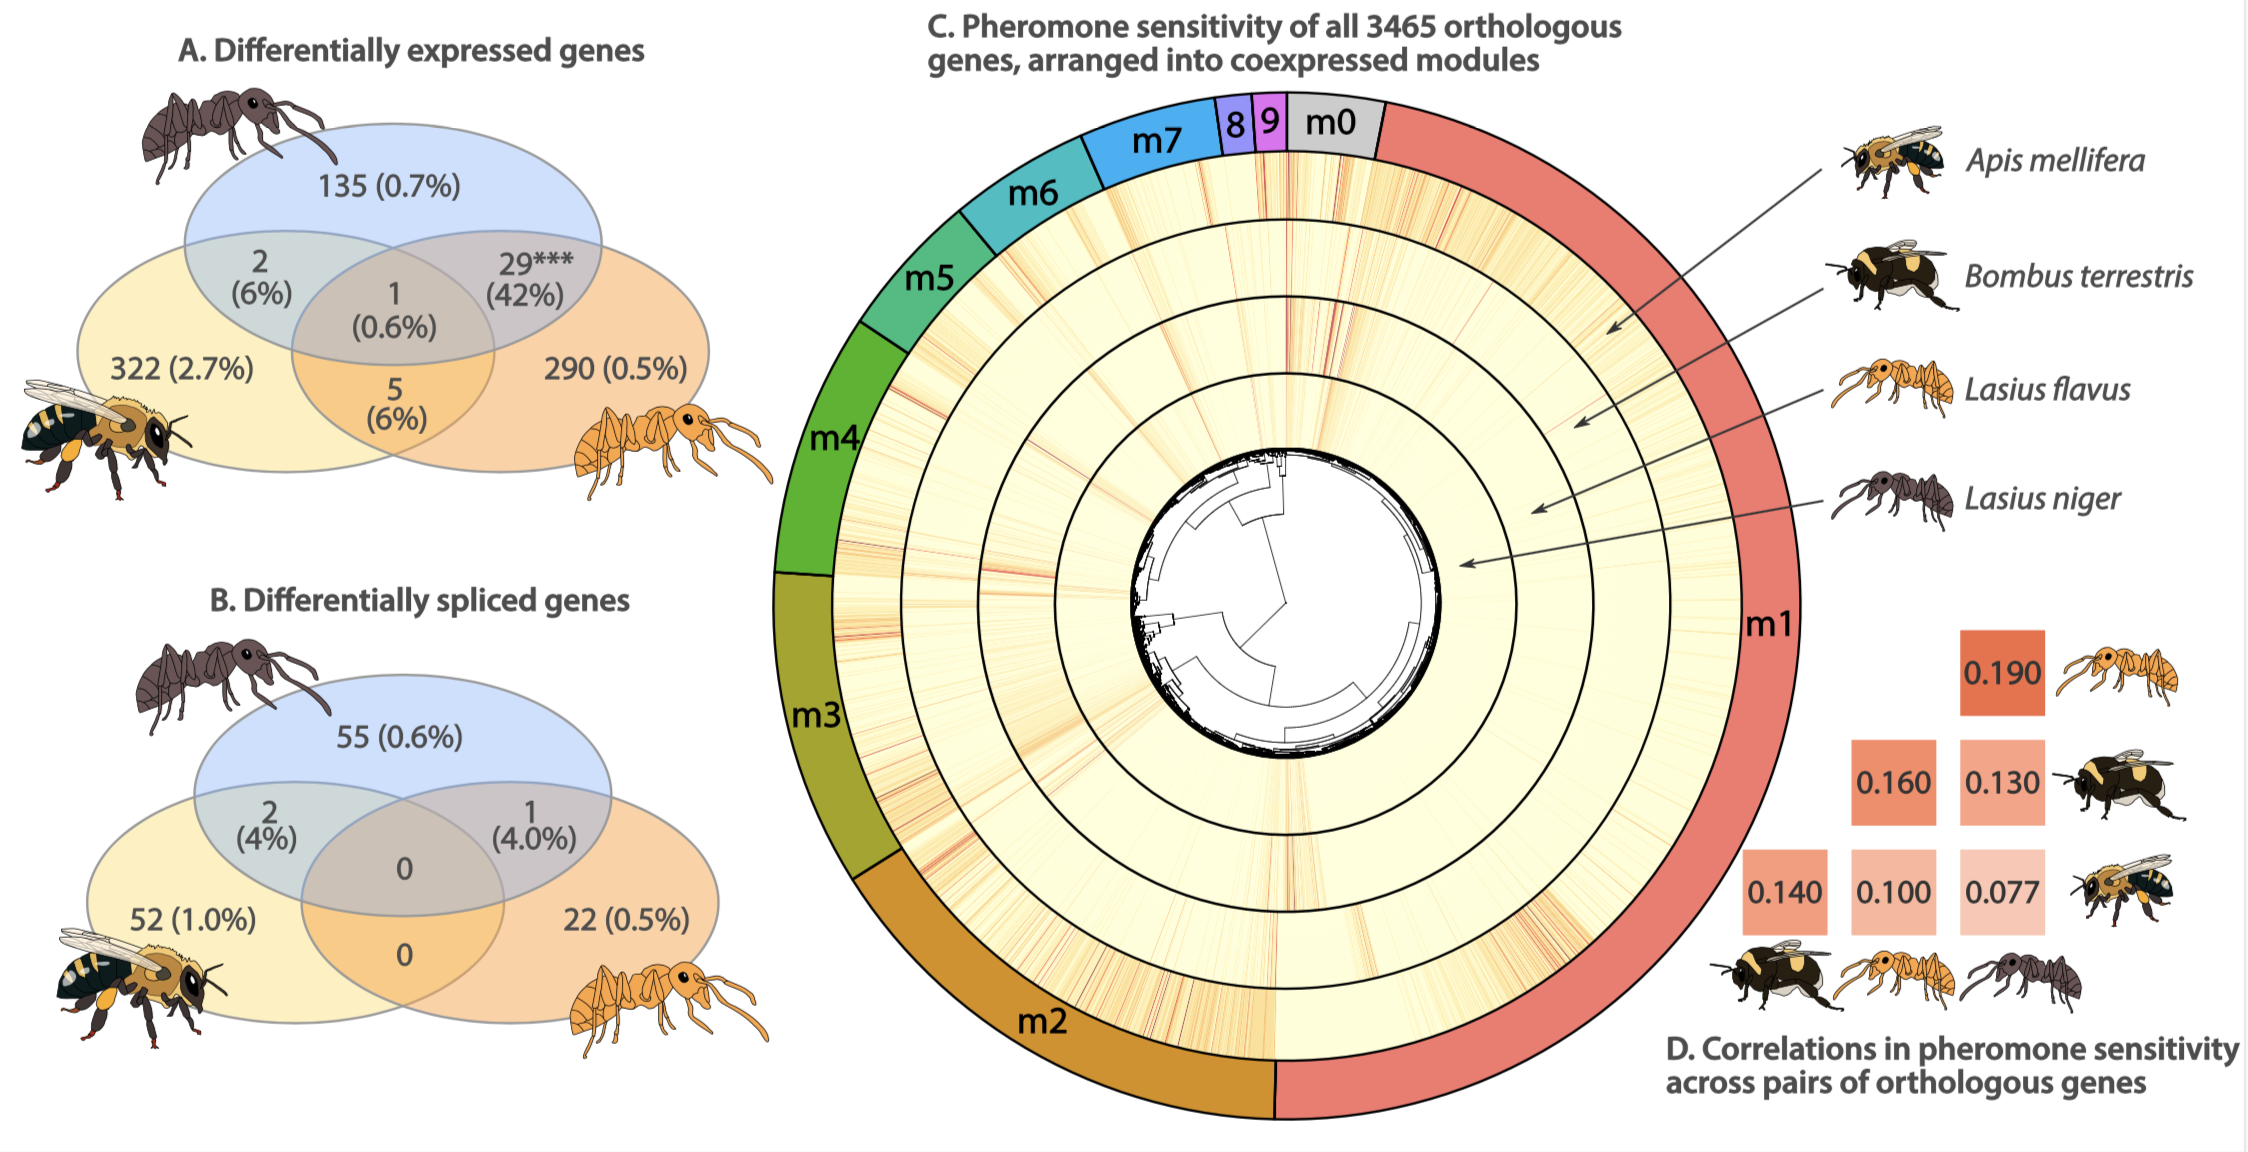 A. Differentially expressed genes
135 (0.7%)
2
(6%)
29***
(42%)
1
(0.6%)
322 (2.7%)
290 (0.5%)
5
(6%)
B. Differentially spliced genes
55 (0.6%)
2
(4%)
1
(4.0%)
0
52 (1.0%)
22 (0.5%)
0
C. Pheromone sensitivity of all 3465 orthologous
genes, arranged into coexpressed modules
m0
m1
m2
m3
m4
m5
m6
m7
8
9
Apis mellifera
Bombus terrestris
Lasius flavus
Lasius niger
0.190
0.160
0.130
0.140
0.100
0.077
D. Correlations in pheromone sensitivity
across pairs of orthologous genes